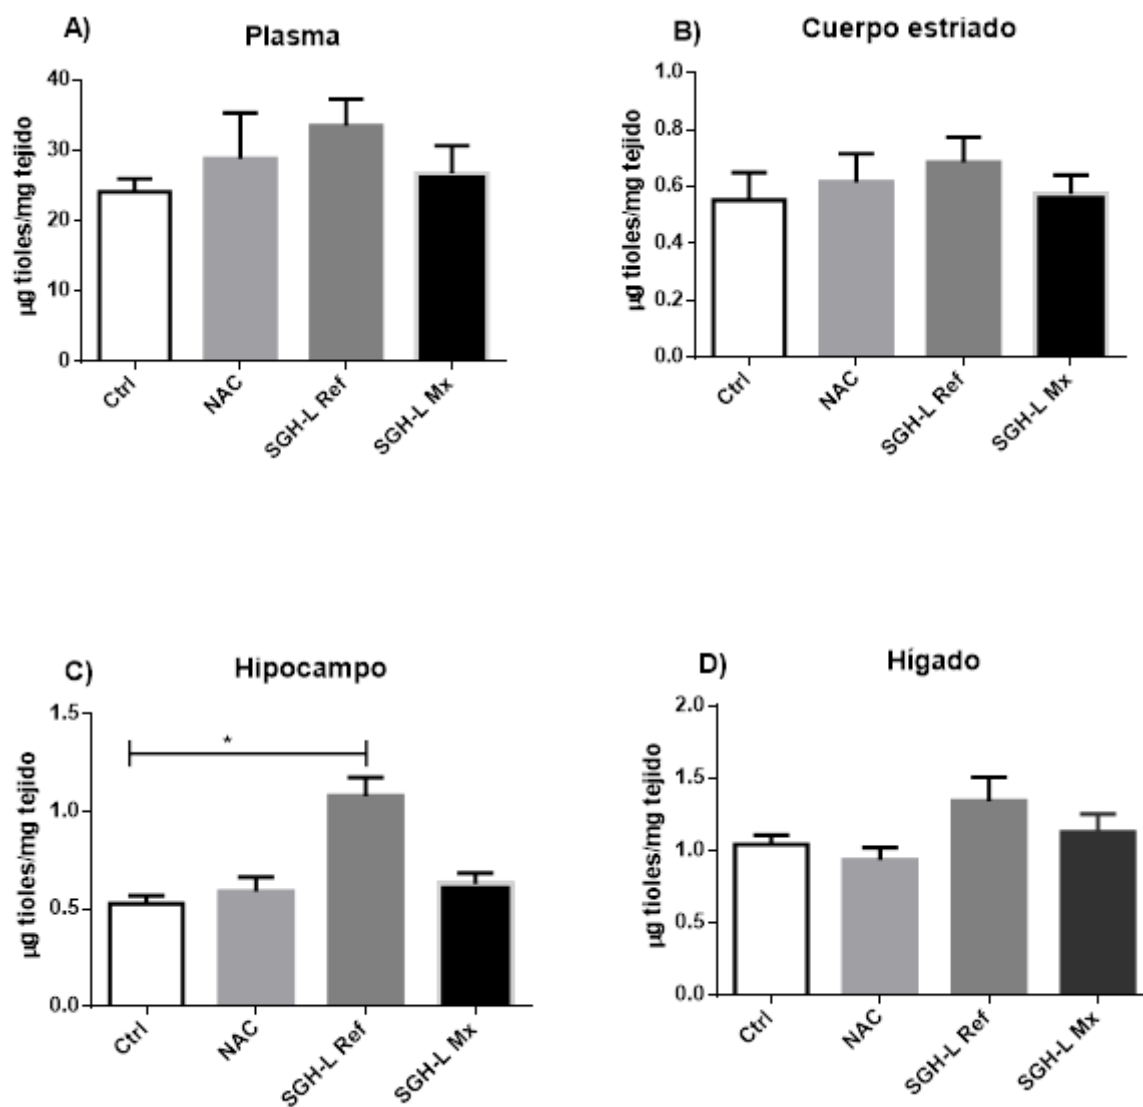 A)
Plasma
µg tioles/mg tejido
40
30
20
10
0
Ctrl
NAC
SGH-L Ref
SGH-L Mx
B)
Cuerpo estriado
µg tioles/mg tejido
1.0
0.8
0.6
0.4
0.2
0.0
Ctrl
NAC
SGH-L Ref
SGH-L Mx
C)
Hipocampo
µg tioles/mg tejido
1.5
1.0
0.5
0.0
*
Ctrl
NAC
SGH-L Ref
SGH-L Mx
D)
Hígado
µg tioles/mg tejido
2.0
1.5
1.0
0.5
0.0
Ctrl
NAC
SGH-L Ref
SGH-L Mx